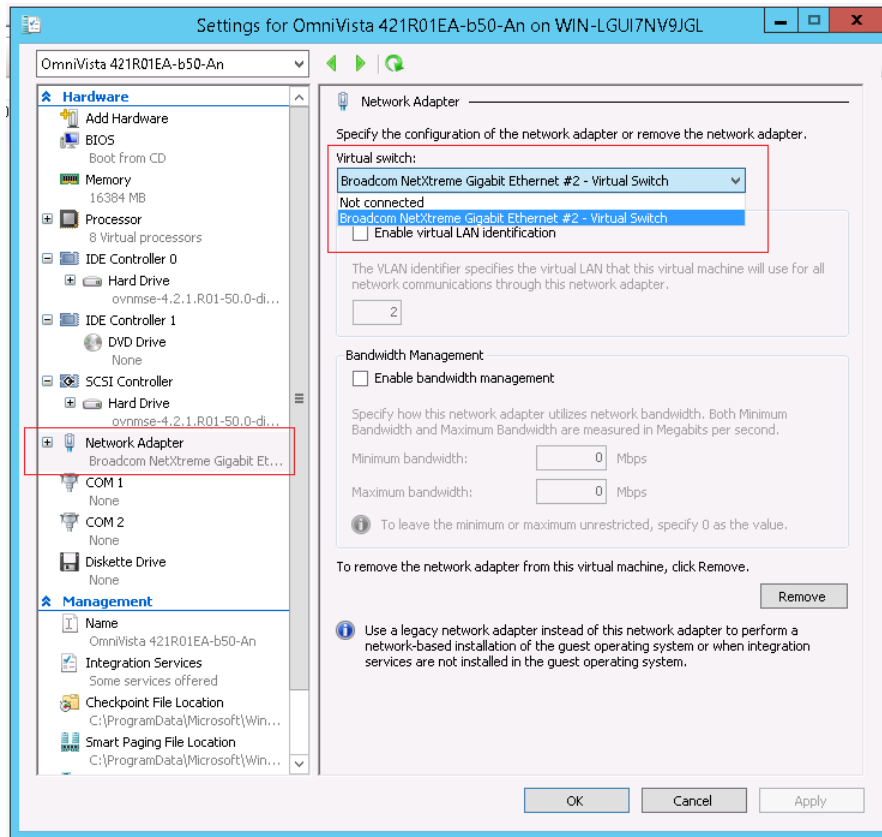 Settings for OmniVista 421R01EA-b50-An on WIN-LGUI7NV9JGL
OmniVista 421R01EA-b50-An
Hardware
Add Hardware
BIOS
Boot from CD
Memory
16384 MB
Processor
8 Virtual processors
IDE Controller 0
Hard Drive
ovnmse-4.2.1.R01-50.0-di...
IDE Controller 1
DVD Drive
None
SCSI Controller
Hard Drive
ovnmse-4.2.1.R01-50.0-di...
Network Adapter
Broadcom NetXtreme Gigabit Et...
COM 1
None
COM 2
None
Diskette Drive
None
Management
Name
OmniVista 421R01EA-b50-An
Integration Services
Some services offered
Checkpoint File Location
C:\ProgramData\Microsoft\Win...
Smart Paging File Location
C:\ProgramData\Microsoft\Win...
Network Adapter
Specify the configuration of the network adapter or remove the network adapter.
Virtual switch:
Broadcom NetXtreme Gigabit Ethernet #2 - Virtual Switch
Not connected
Broadcom NetXtreme Gigabit Ethernet #2 - Virtual Switch
Enable virtual LAN identification
The VLAN identifier specifies the virtual LAN that this virtual machine will use for all
network communications through this network adapter.
2
Bandwidth Management
Enable bandwidth management
Specify how this network adapter utilizes network bandwidth. Both Minimum
Bandwidth and Maximum Bandwidth are measured in Megabits per second.
Minimum bandwidth: 0 Mbps
Maximum bandwidth: 0 Mbps
To leave the minimum or maximum unrestricted, specify 0 as the value.
To remove the network adapter from this virtual machine, click Remove.
Remove
Use a legacy network adapter instead of this network adapter to perform a
network-based installation of the guest operating system or when integration
services are not installed in the guest operating system.
OK Cancel Apply